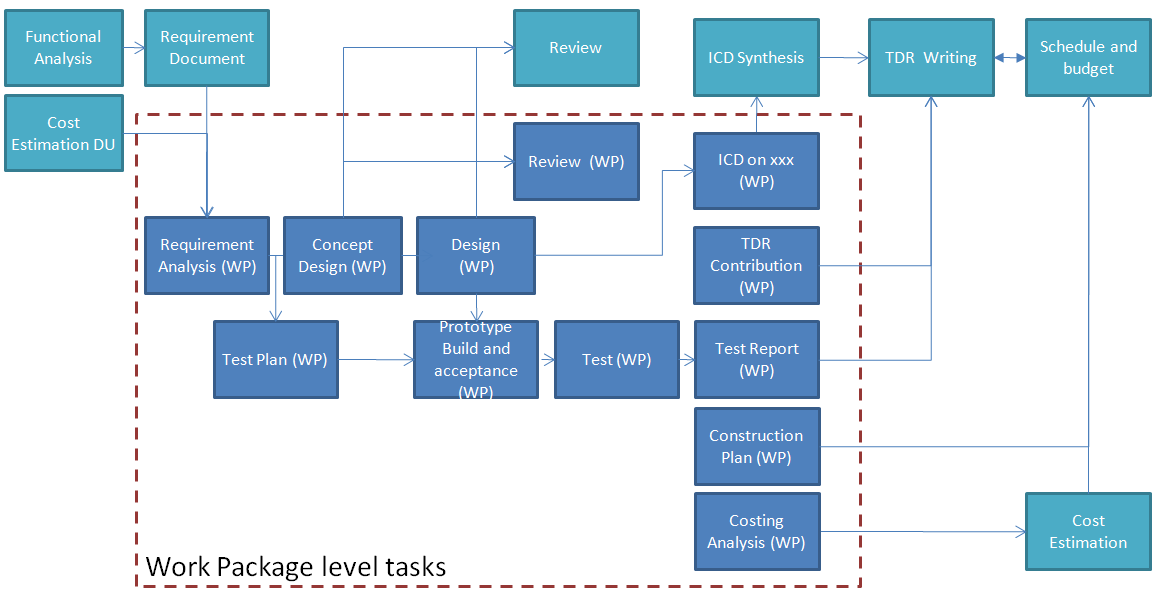 Functional
Analysis
Requirement
Document
Review
ICD Synthesis
TDR  Writing
Schedule and
budget
Cost
Estimation DU
Review  (WP)
ICD on xxx
(WP)
Requirement
Analysis (WP)
Concept
Design (WP)
Design
(WP)
TDR
Contribution
(WP)
Test Plan (WP)
Prototype
Build and
acceptance
(WP)
Test (WP)
Test Report
(WP)
Construction
Plan (WP)
Costing
Analysis (WP)
Cost
Estimation
Work Package level tasks